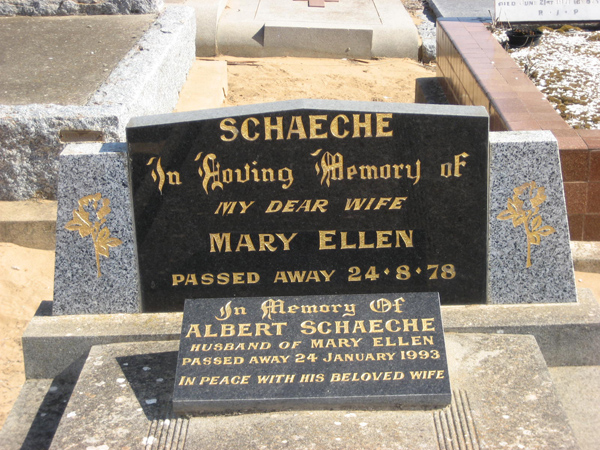 SCHAECHE
In Loving Memory of
MY DEAR WIFE
MARY ELLEN
PASSED AWAY 24·8·78
In Memory Of
ALBERT SCHAECHE
HUSBAND OF MARY ELLEN
PASSED AWAY 24 JANUARY 1993
IN PEACE WITH HIS BELOVED WIFE
R.I.P.